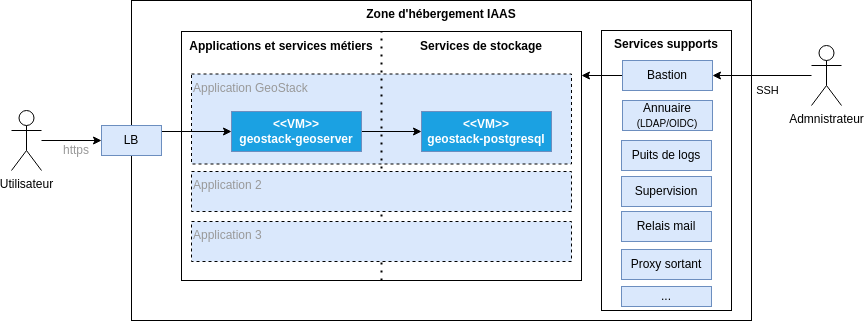 Zone d'hébergement IAAS
Applications et services métiers
Services de stockage
Services supports
Application GeoStack
<<VM>>
geostack-geoserver
<<VM>>
geostack-postgresql
Application 2
Application 3
Bastion
Annuaire
(LDAP/OIDC)
Puits de logs
Supervision
Relais mail
Proxy sortant
...
LB
https
Utilisateur
SSH
Admnistrateur